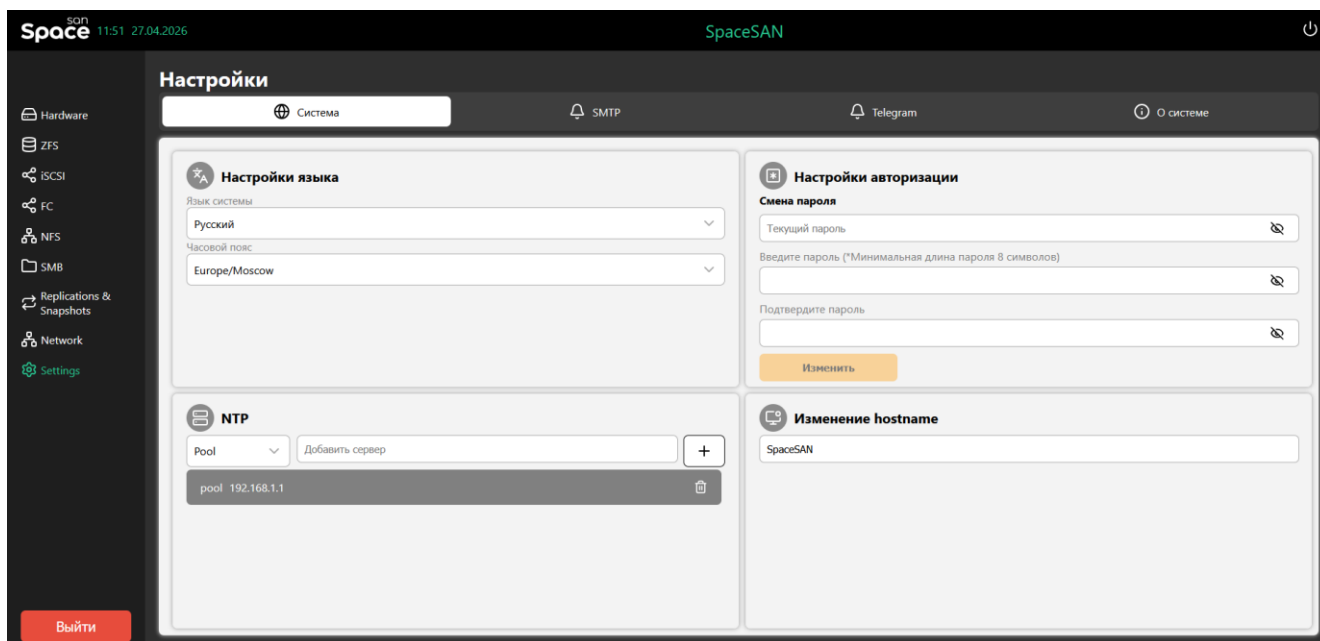 Space san 11:51 27.04.2026
SpaceSAN
Настройки
Hardware
ZFS
iSCSI
FC
NFS
SMB
Replications &
Snapshots
Network
Settings
Выйти
Система
SMTP
Telegram
О системе
Настройки языка
Язык системы
Русский
Часовой пояс
Europe/Moscow
Настройки авторизации
Смена пароля
Текущий пароль
Введите пароль (*Минимальная длина пароля 8 символов)
Подтвердите пароль
Изменить
NTP
Pool
Добавить сервер
pool 192.168.1.1
Изменение hostname
SpaceSAN